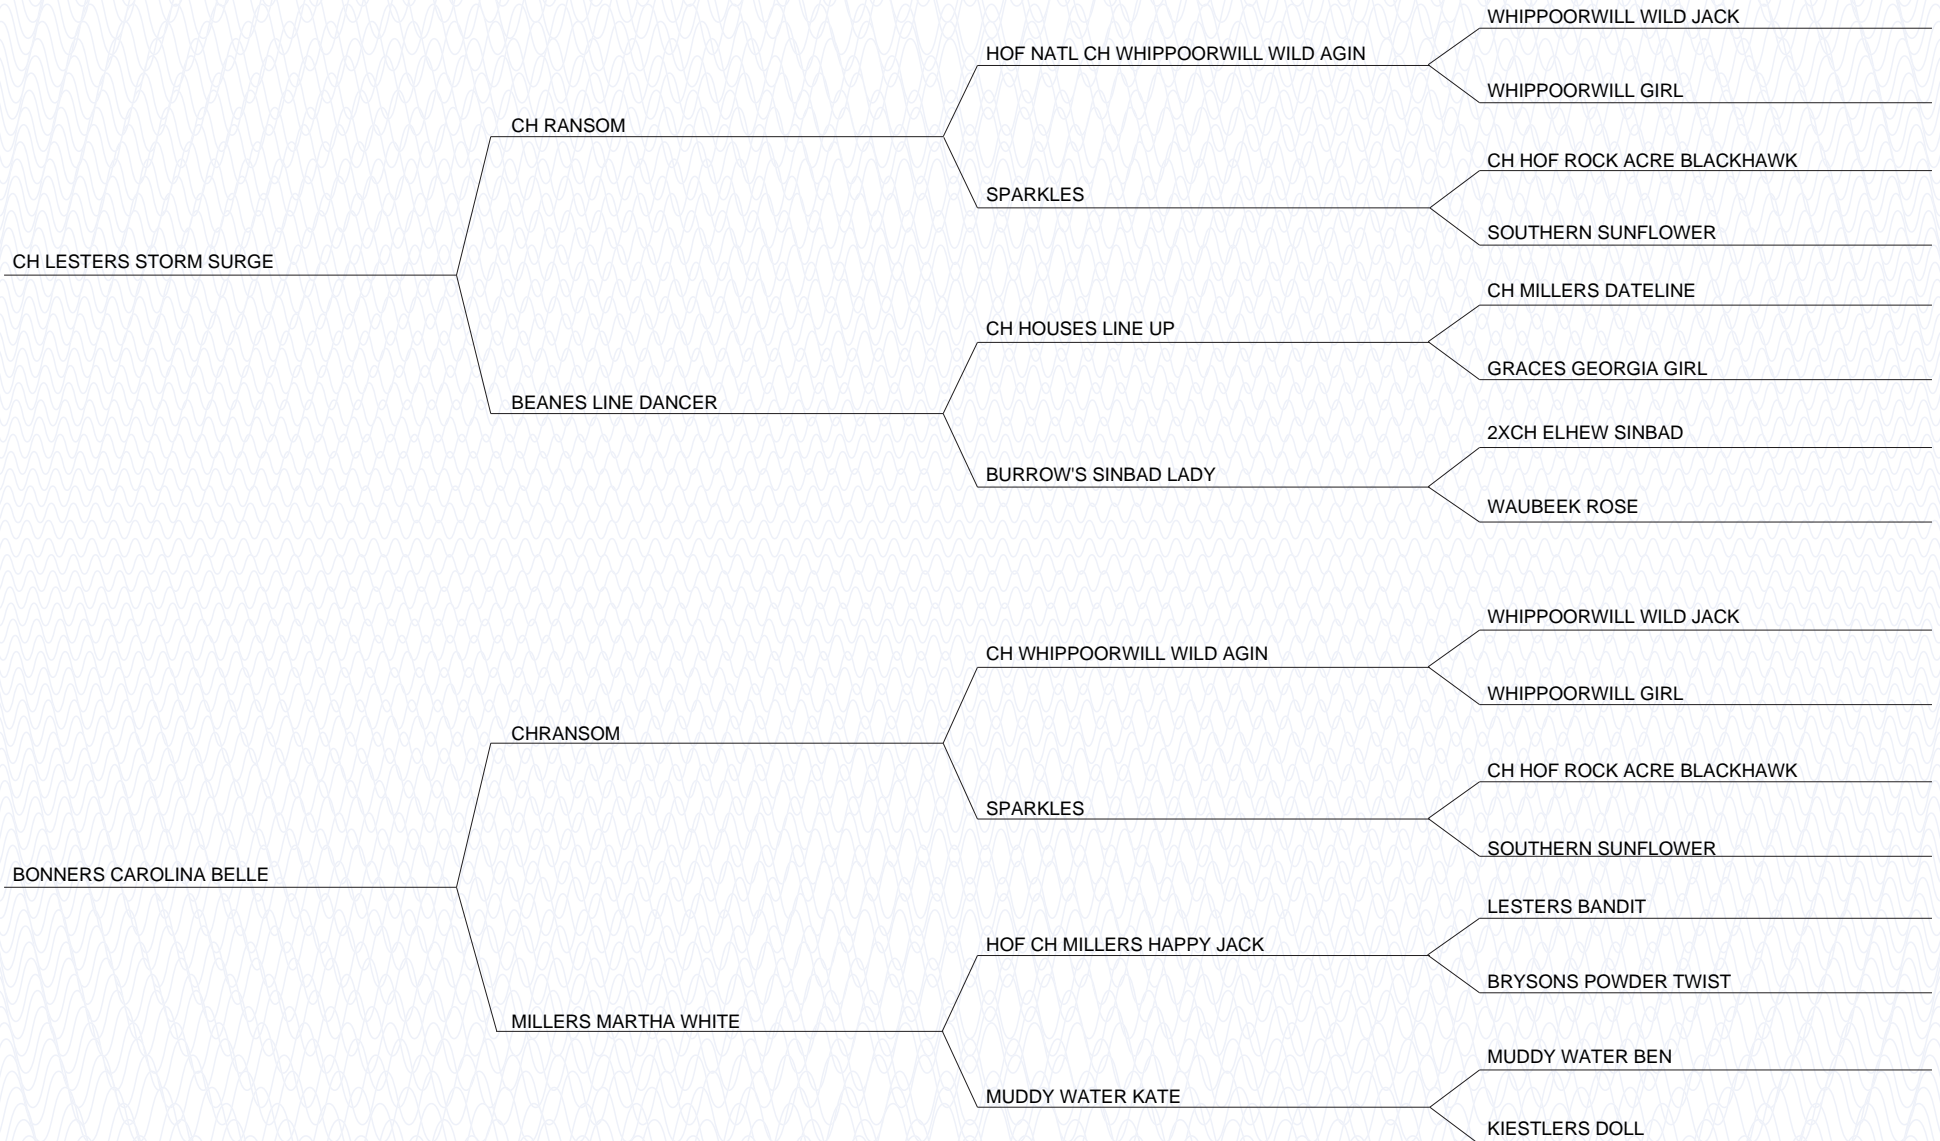 WHIPPOORWILL WILD JACK
HOF NATL CH WHIPPOORWILL WILD AGIN
WHIPPOORWILL GIRL
CH RANSOM
CH HOF ROCK ACRE BLACKHAWK
SPARKLES
SOUTHERN SUNFLOWER
CH LESTERS STORM SURGE
CH MILLERS DATELINE
CH HOUSES LINE UP
GRACES GEORGIA GIRL
BEANES LINE DANCER
2XCH ELHEW SINBAD
BURROW'S SINBAD LADY
WAUBEEK ROSE
WHIPPOORWILL WILD JACK
CH WHIPPOORWILL WILD AGIN
WHIPPOORWILL GIRL
CHRANSOM
CH HOF ROCK ACRE BLACKHAWK
SPARKLES
SOUTHERN SUNFLOWER
BONNERS CAROLINA BELLE
LESTERS BANDIT
HOF CH MILLERS HAPPY JACK
BRYSONS POWDER TWIST
MILLERS MARTHA WHITE
MUDDY WATER BEN
MUDDY WATER KATE
KIESTLERS DOLL